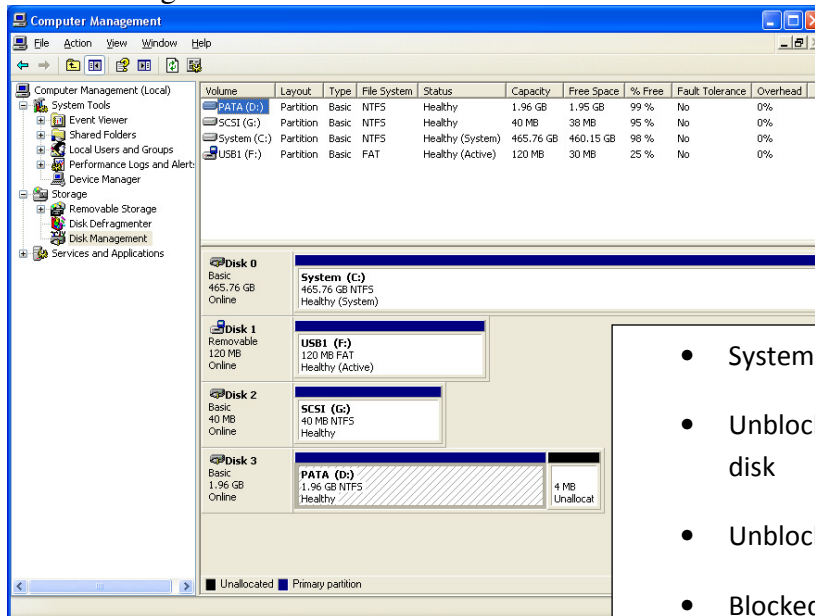 Computer Management
File Action View Window Help
Computer Management (Local)
System Tools
Event Viewer
Shared Folders
Local Users and Groups
Performance Logs and Alert
Device Manager
Storage
Removable Storage
Disk Defragmenter
Disk Management
Services and Applications
Volume Layout Type File System Status Capacity Free Space % Free Fault Tolerance Overhead
PATA (D:) Partition Basic NTFS Healthy 1.96 GB 1.95 GB 99 % No 0%
SCSI (G:) Partition Basic NTFS Healthy 40 MB 38 MB 95 % No 0%
System (C:) Partition Basic NTFS Healthy (System) 465.76 GB 460.15 GB 98 % No 0%
USB1 (F:) Partition Basic FAT Healthy (Active) 120 MB 30 MB 25 % No 0%
Disk 0
Basic
465.76 GB
Online
System (C:)
465.76 GB NTFS
Healthy (System)
Disk 1
Removable
120 MB
Online
USB1 (F:)
120 MB FAT
Healthy (Active)
Disk 2
Basic
40 MB
Online
SCSI (G:)
40 MB NTFS
Healthy
Disk 3
Basic
1.96 GB
Online
PATA (D:)
1.96 GB NTFS
Healthy
4 MB
Unallocat
Unallocated Primary partition
• System
• Unbloc
disk
• Unbloc
• Blocked